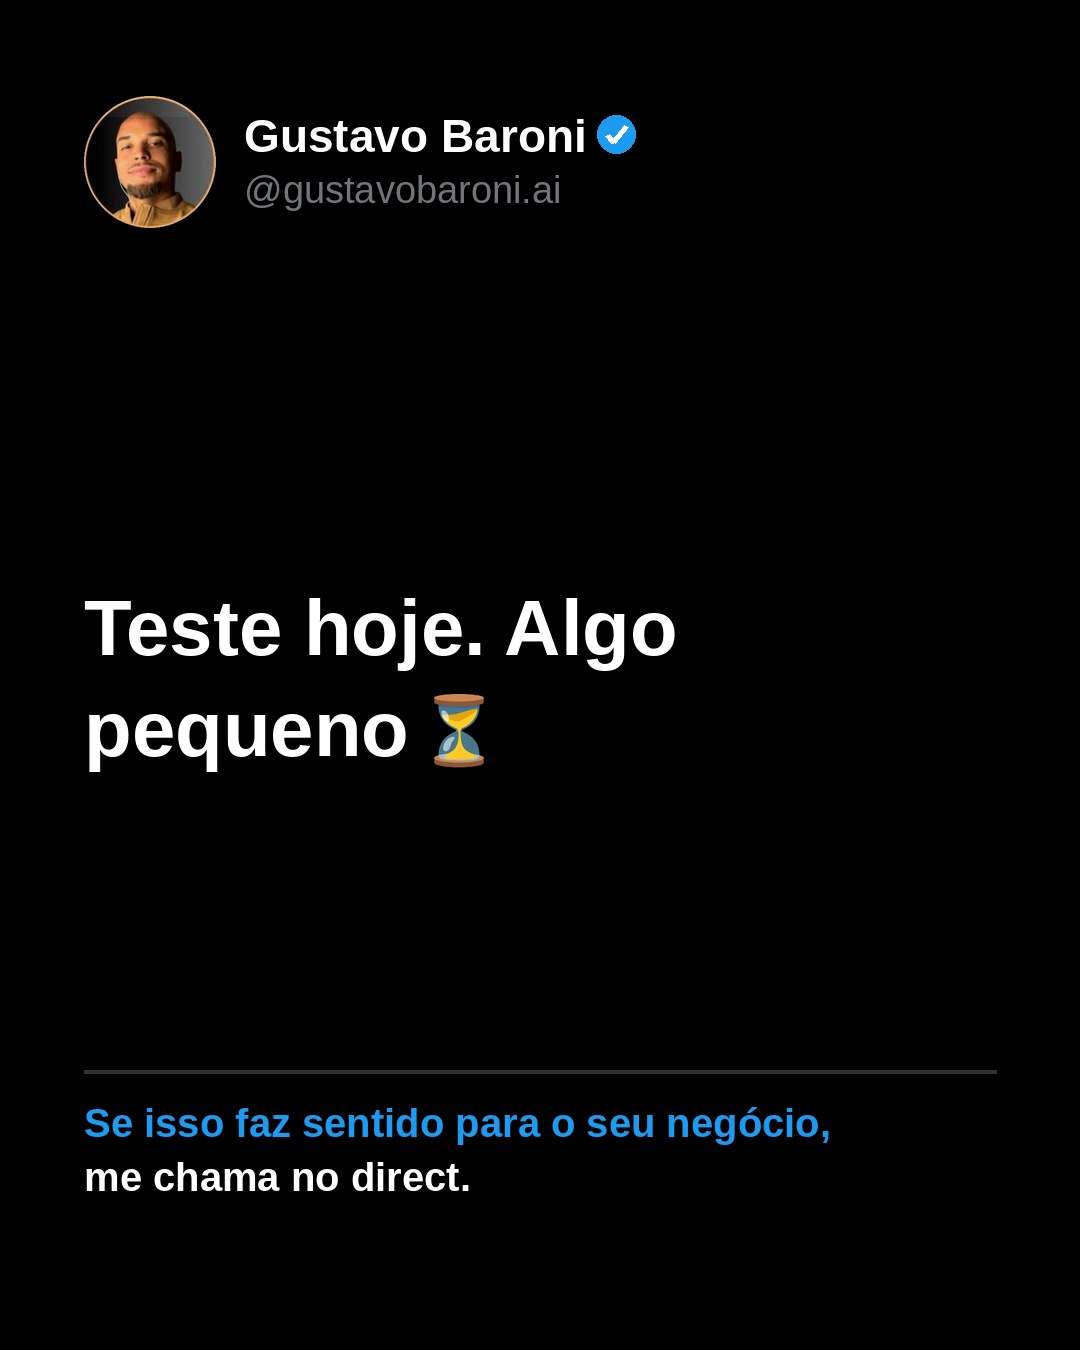 Gustavo Baroni
@gustavobaroni.ai
Teste hoje. Algo
pequeno ⏳
Se isso faz sentido para o seu negócio,
me chama no direct.